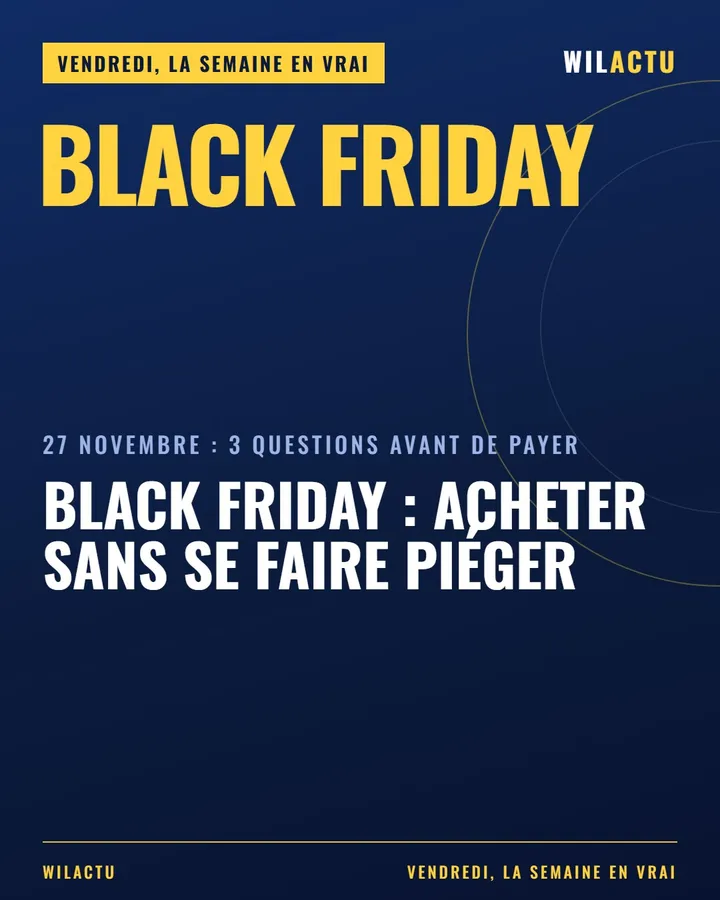 VENDREDI, LA SEMAINE EN VRAI
WILACTU
BLACK FRIDAY
27 NOVEMBRE : 3 QUESTIONS AVANT DE PAYER
BLACK FRIDAY : ACHETER
SANS SE FAIRE PIÉGER
WILACTU
VENDREDI, LA SEMAINE EN VRAI